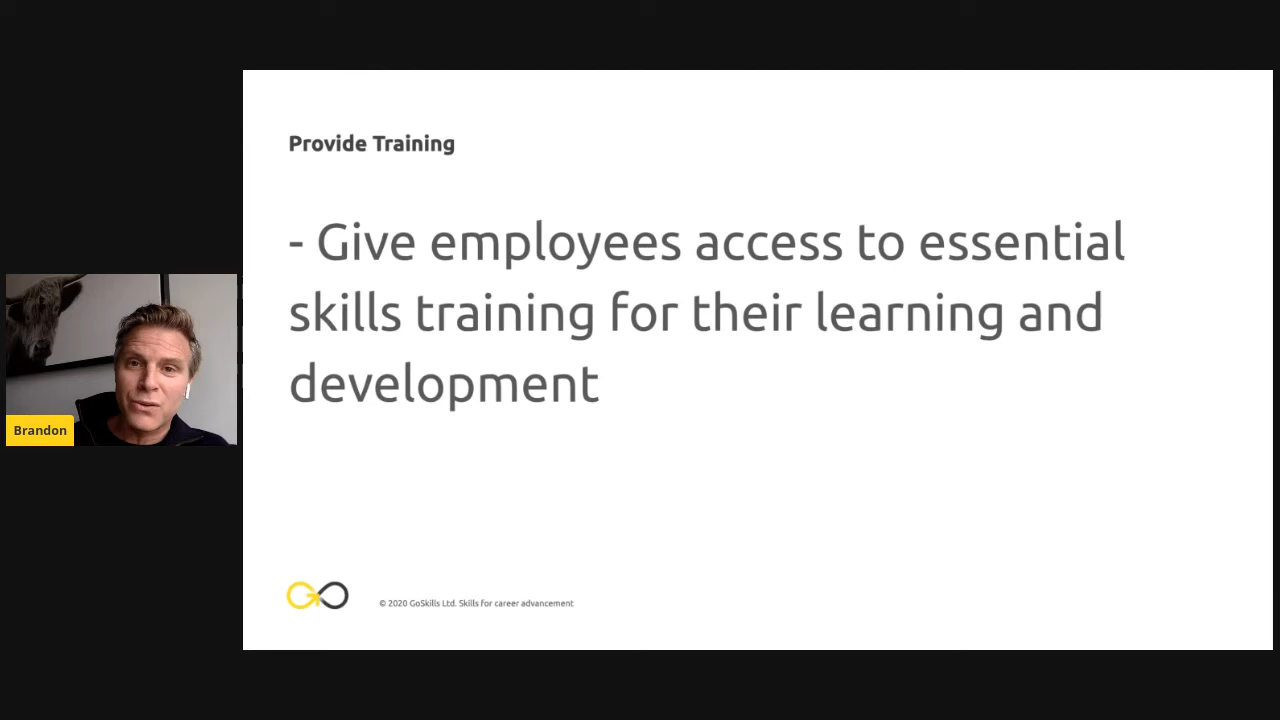 Provide Training
- Give employees access to essential
skills training for their learning and
development
Brandon
© 2020 GoSkills Ltd. Skills for career advancement